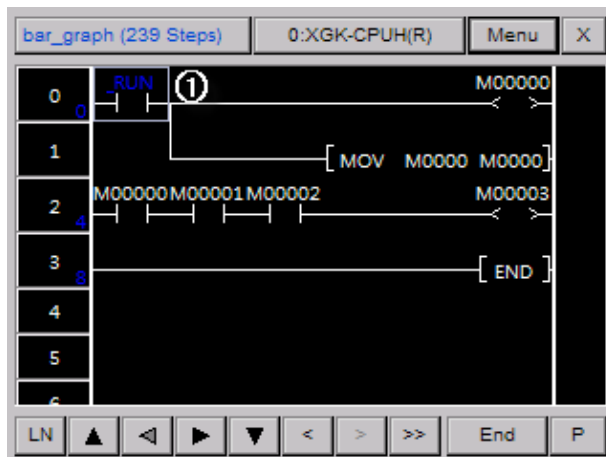 bar_graph (239 Steps) 0:XGK-CPUH(R) Menu X
0 0 _RUN ① M00000
1 MOV M0000 M0000
2 4 M00000 M00001 M00002 M00003
3 8 END
4
5
LN < > >> End P